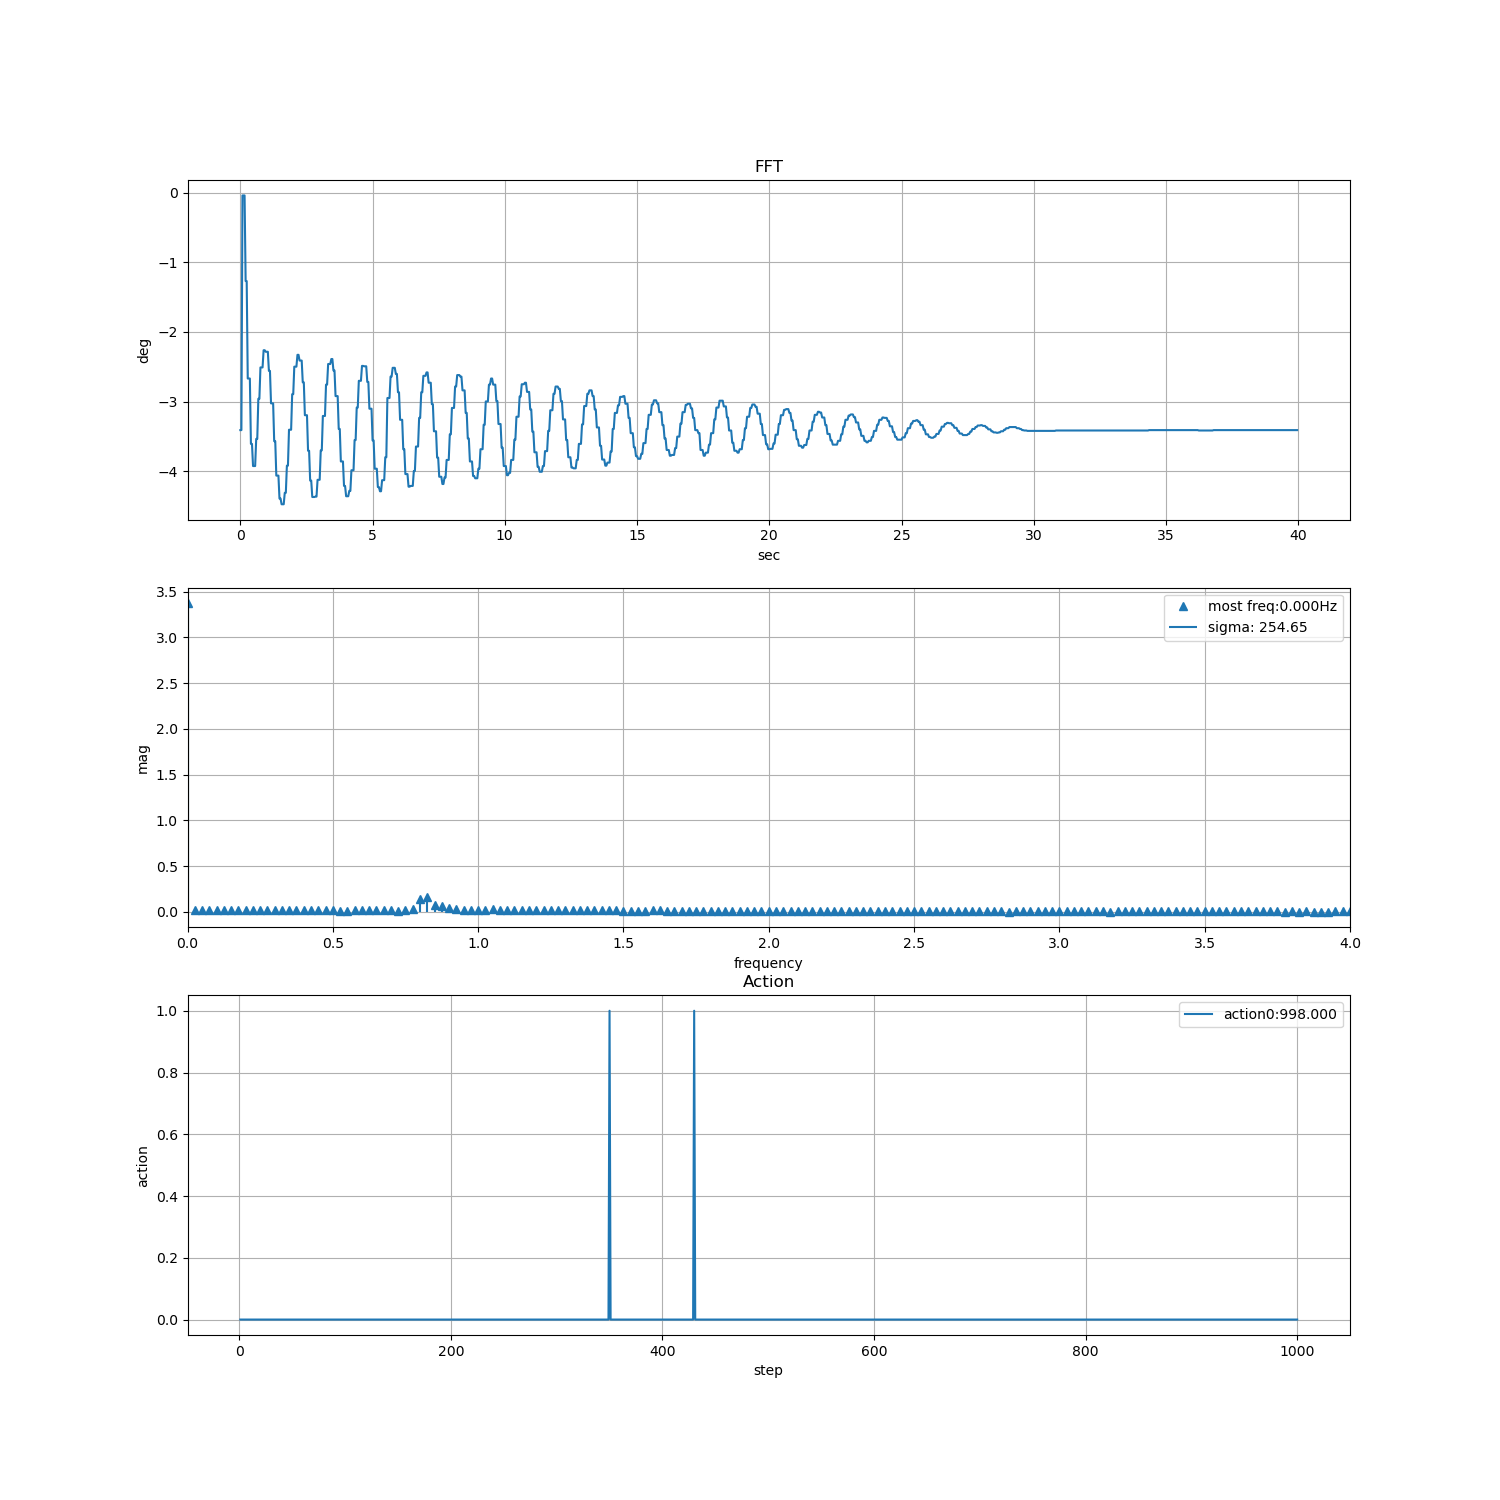 FFT
0
−1
−2
−3
−4
deg
0 5 10 15 20 25 30 35 40
sec
3.5
3.0
2.5
2.0
1.5
1.0
0.5
0.0
mag
most freq:0.000Hz
sigma: 254.65
0.0 0.5 1.0 1.5 2.0 2.5 3.0 3.5 4.0
frequency
Action
1.0
0.8
0.6
0.4
0.2
0.0
action
action0:998.000
0 200 400 600 800 1000
step